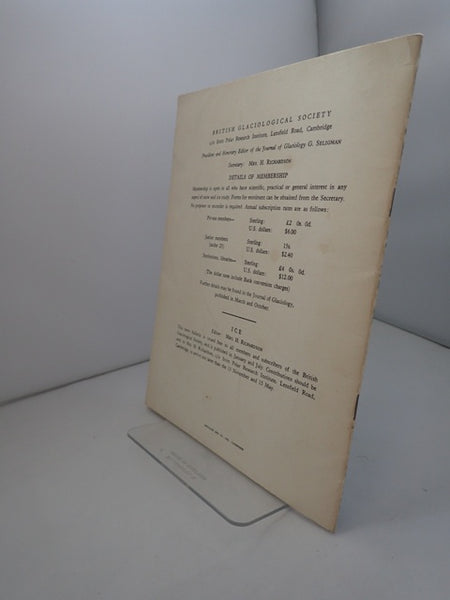 BRITISH GLACIOLOGICAL SOCIETY
c/o Scott Polar Research Institute, Lensfield Road, Cambridge
President and Honorary Editor of the Journal of Glaciology G. SELIGMAN
Secretary: MRS. H. RICHARDSON
DETAILS OF MEMBERSHIP
Membership is open to all who have scientific, practical or general interest in any
aspect of snow and ice study. Forms for enrolment can be obtained from the Secretary.
No proposer or seconder is required. Annual subscription rates are as follows:
Private members— Sterling: £2 0s. 0d.
U.S. dollars: $6.00
Junior members Sterling: 15s.
(under 21) U.S. dollars: $2.40
Institutions, libraries— Sterling: £4 0s. 0d.
U.S. dollars: $12.00
(The dollar rates include Bank conversion charges)
Further details may be found in the Journal of Glaciology,
published in March and October.
ICE
Editor: MRS. H. RICHARDSON
This news bulletin is issued free to all members and subscribers of the British
Glaciological Society, and is published in January and July. Contributions should be
sent to Mrs. H. Richardson, c/o Scott Polar Research Institute, Lensfield Road,
Cambridge to arrive not later than the 15 November and 15 May.